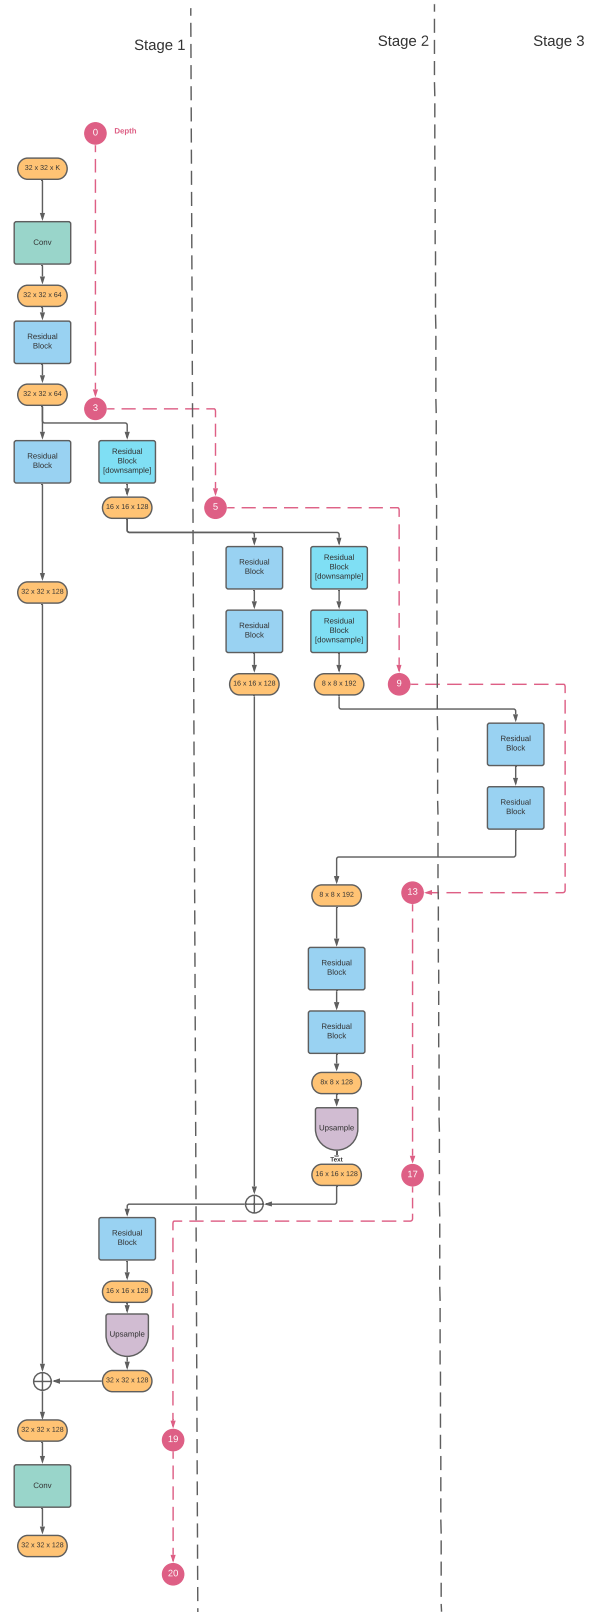 Stage 1
Stage 2
Stage 3
0
Depth
32 x 32 x K
Conv
32 x 32 x 64
Residual
Block
32 x 32 x 64
3
Residual
Block
Residual
Block
[downsample]
16 x 16 x 128
5
Residual
Block
Residual
Block
[downsample]
32 x 32 x 128
Residual
Block
Residual
Block
[downsample]
16 x 16 x 128
8 x 8 x 192
9
Residual
Block
Residual
Block
8 x 8 x 192
13
Residual
Block
Residual
Block
8x 8 x 128
Upsample
Text
16 x 16 x 128
17
Residual
Block
16 x 16 x 128
Upsample
32 x 32 x 128
32 x 32 x 128
19
Conv
32 x 32 x 128
20